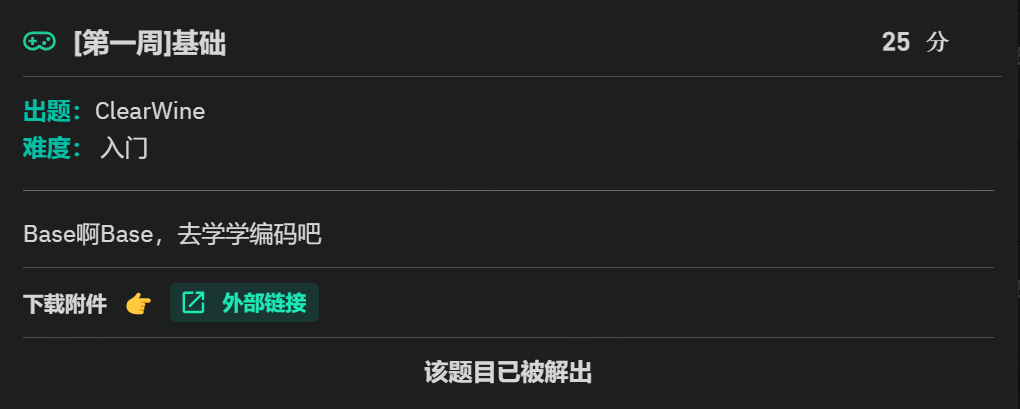 [第一周]基础 25 分
出题：ClearWine
难度： 入门
Base啊Base，去学学编码吧
下载附件 👉 外部链接
该题目已被解出